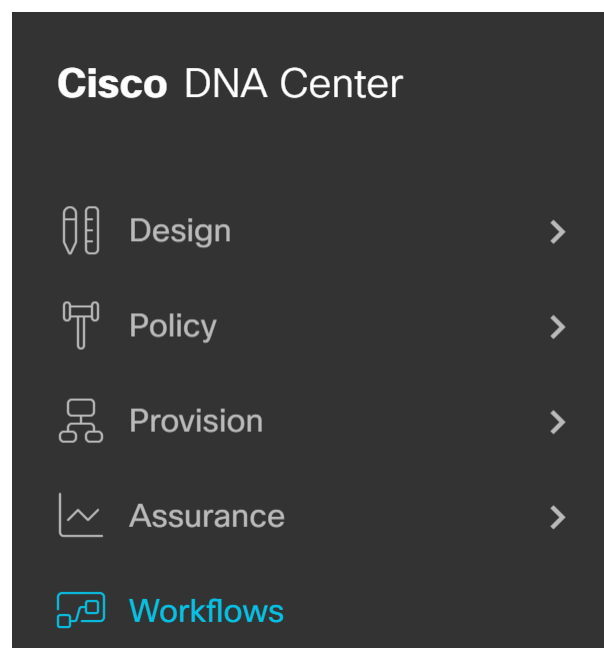 Cisco DNA Center
Design
Policy
Provision
Assurance
Workflows